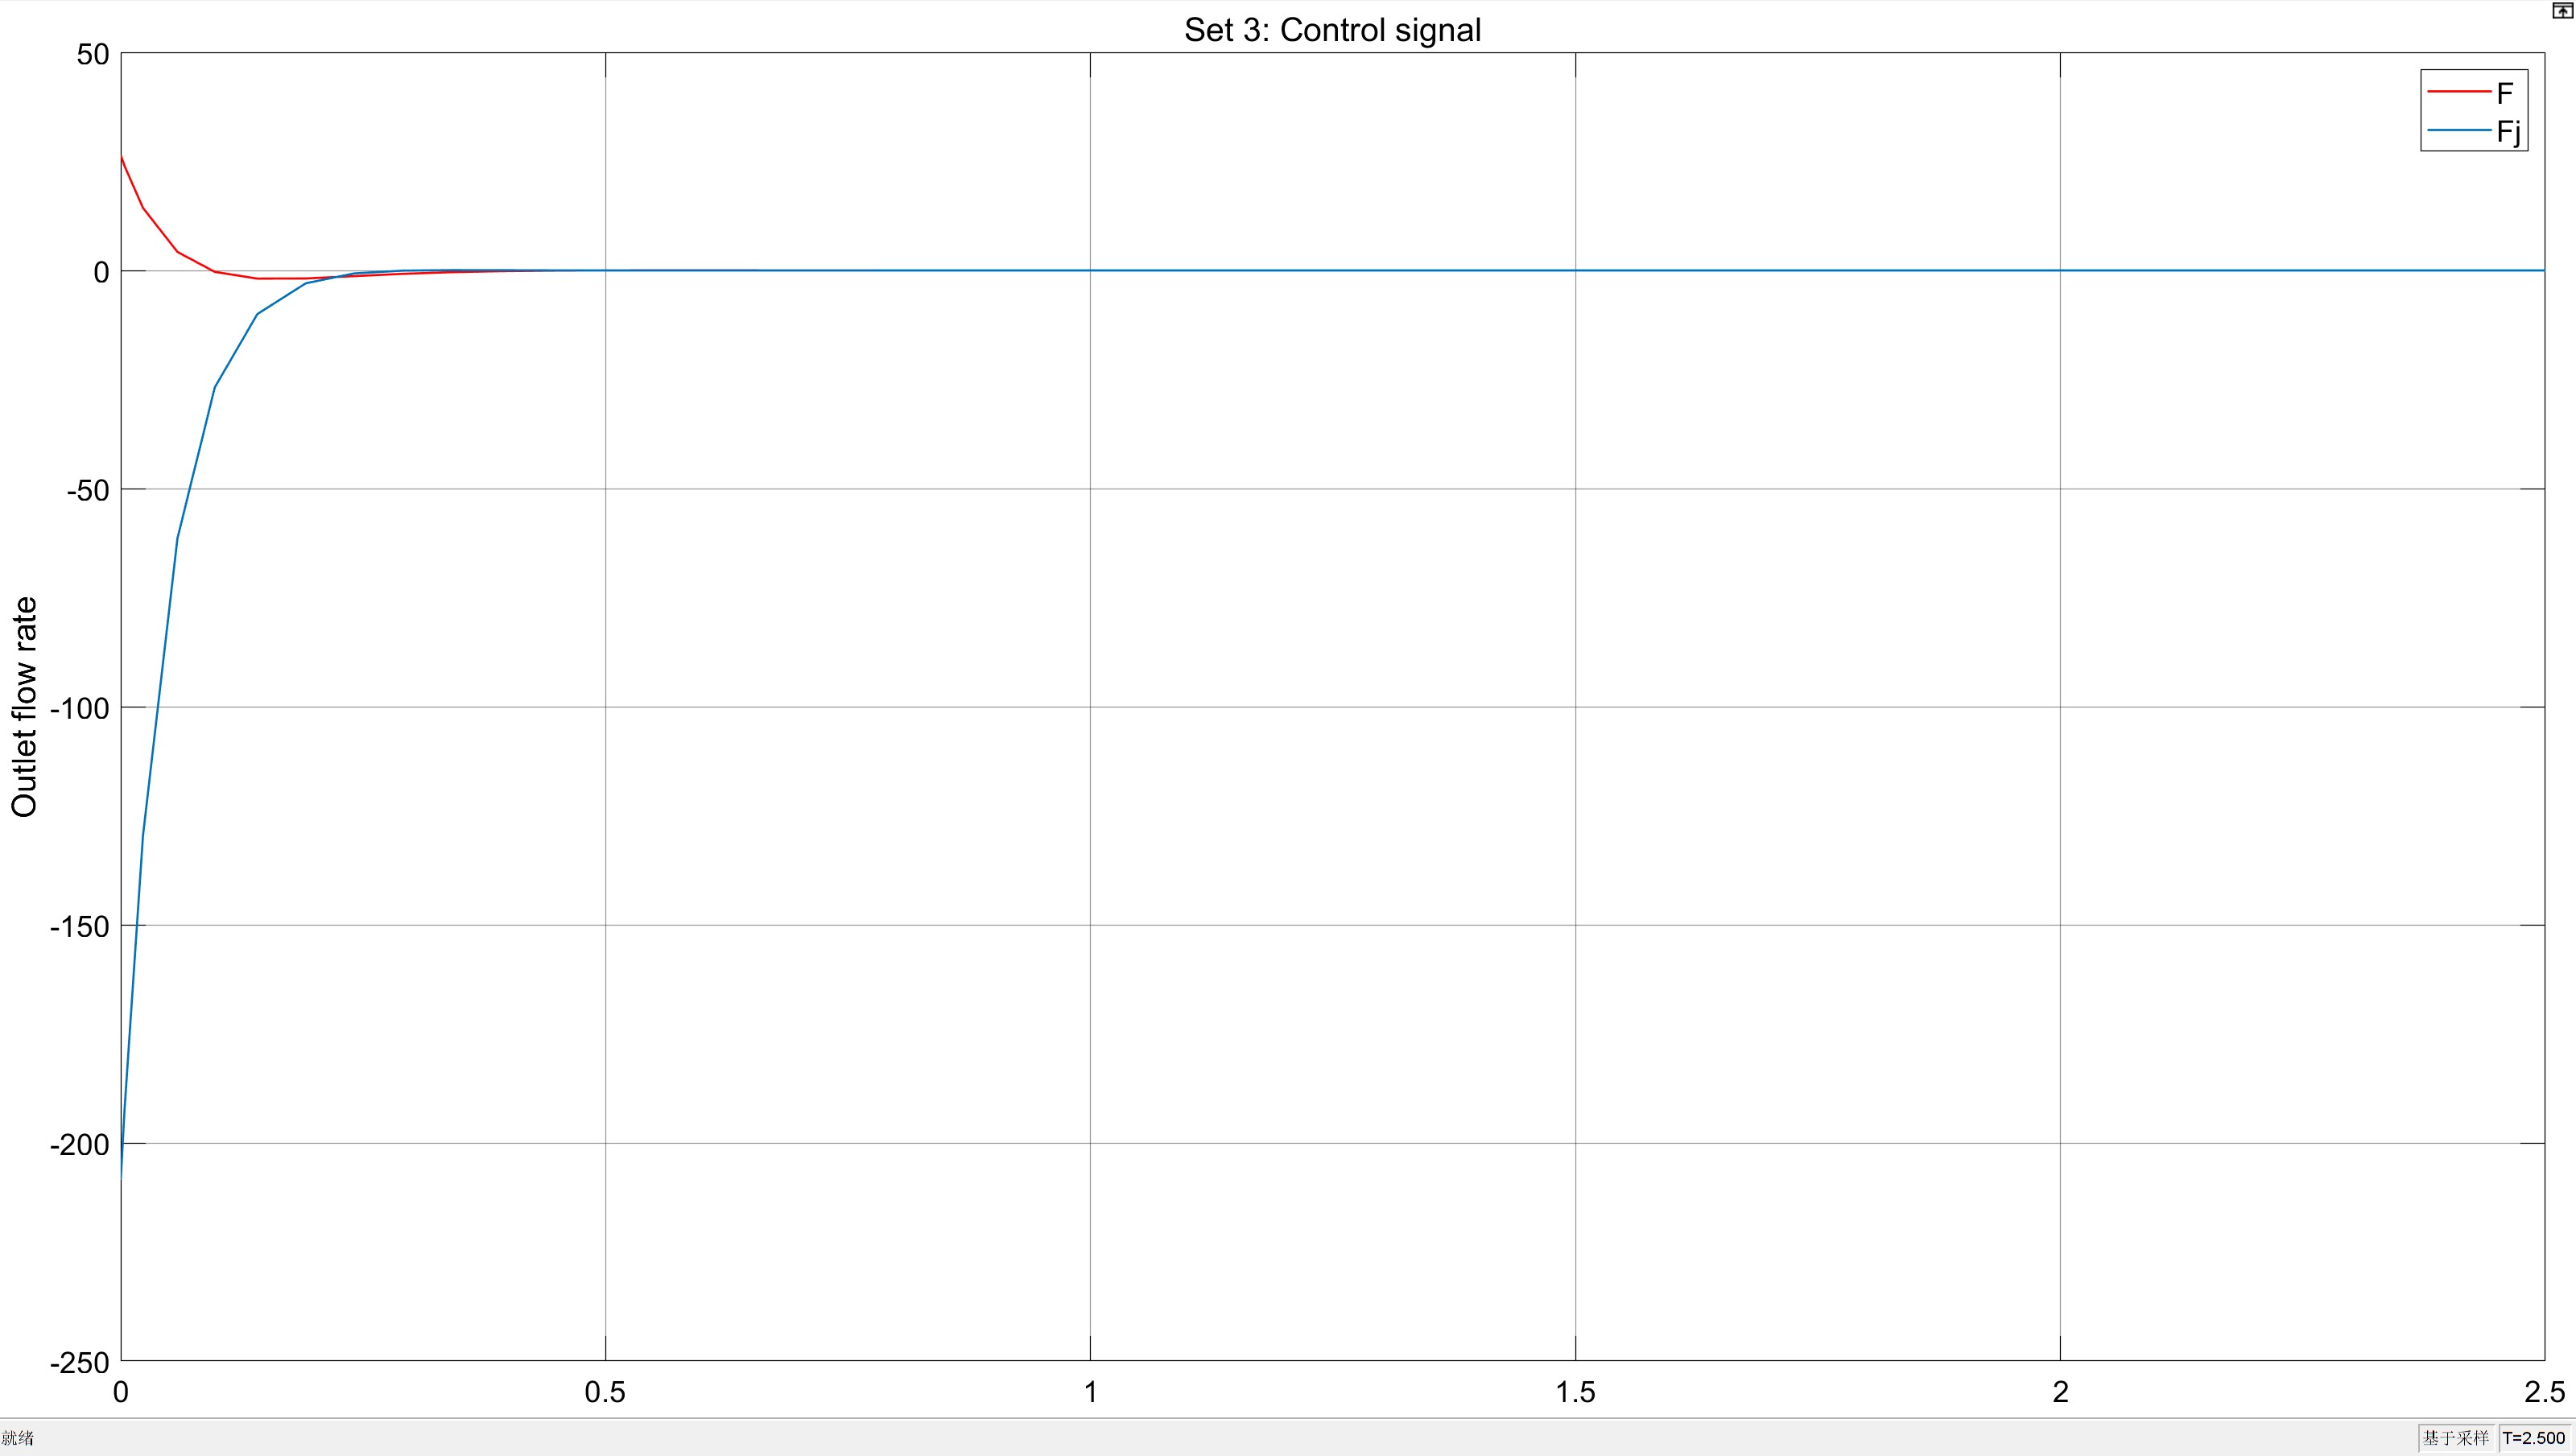 Set 3: Control signal
50
0
-50
-100
-150
-200
-250
Outlet flow rate
F
Fj
0 0.5 1 1.5 2 2.5
就绪
基于采样 T=2.500